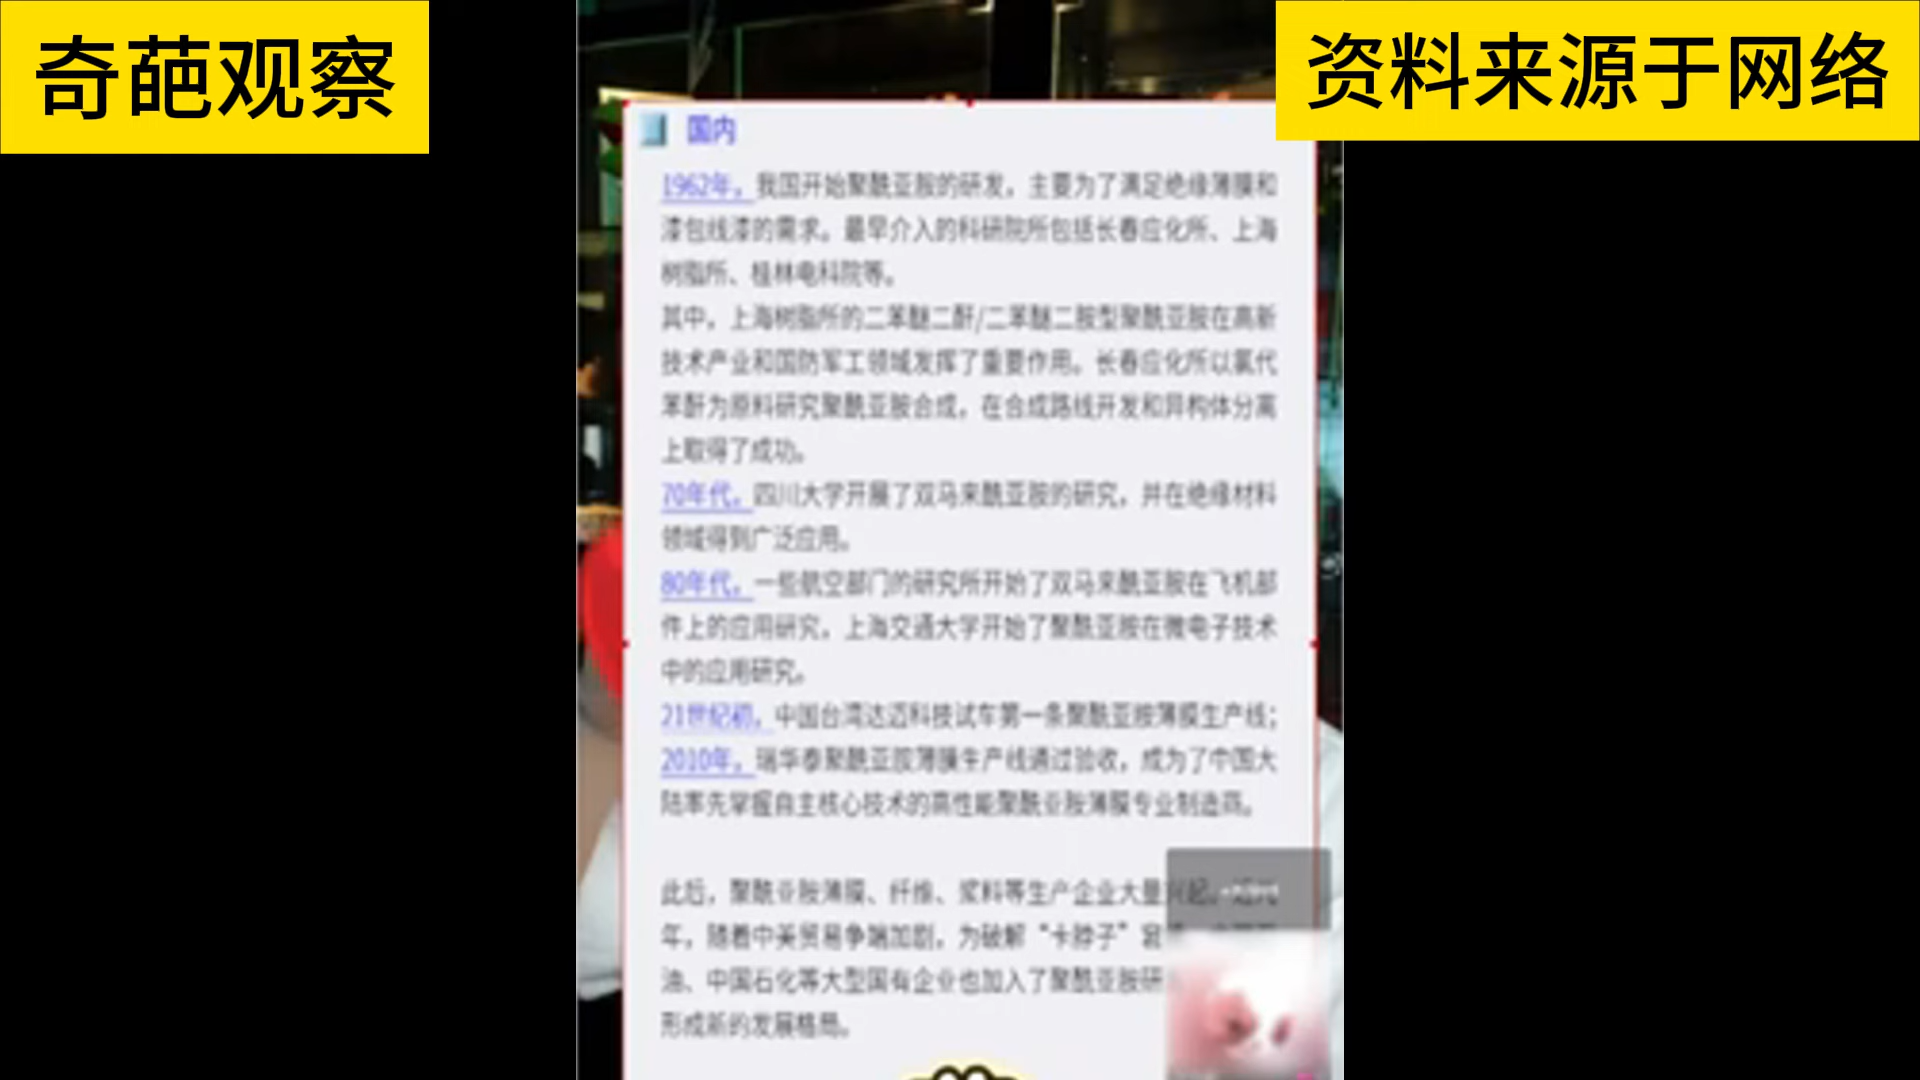 奇葩观察
资料来源于网络
国内
1962年，我国开始聚酰亚胺的研发，主要为了满足绝缘薄膜和
漆包线漆的需求。最早介入的科研院所包括长春应化所、上海
树脂所、桂林电科院等。
其中，上海树脂所的二苯醚二酐/二苯醚二胺型聚酰亚胺在高新
技术产业和国防军工领域发挥了重要作用。长春应化所以氯代
苯酐为原料研究聚酰亚胺合成，在合成路线开发和异构体分离
上取得了成功。
70年代，四川大学开展了双马来酰亚胺的研究，并在绝缘材料
领域得到广泛应用。
80年代，一些航空部门的研究所开始了双马来酰亚胺在飞机部
件上的应用研究，上海交通大学开始了聚酰亚胺在微电子技术
中的应用研究。
21世纪初，中国台湾达迈科技试车第一条聚酰亚胺薄膜生产线；
2010年，瑞华泰聚酰亚胺薄膜生产线通过验收，成为了中国大
陆率先掌握自主核心技术的高性能聚酰亚胺薄膜专业制造商。
此后，聚酰亚胺薄膜、纤维、浆料等生产企业大量兴起。近几
年，随着中美贸易争端加剧，为破解“卡脖子”
油、中国石化等大型国有企业也加入了聚酰亚胺研
形成新的发展格局。